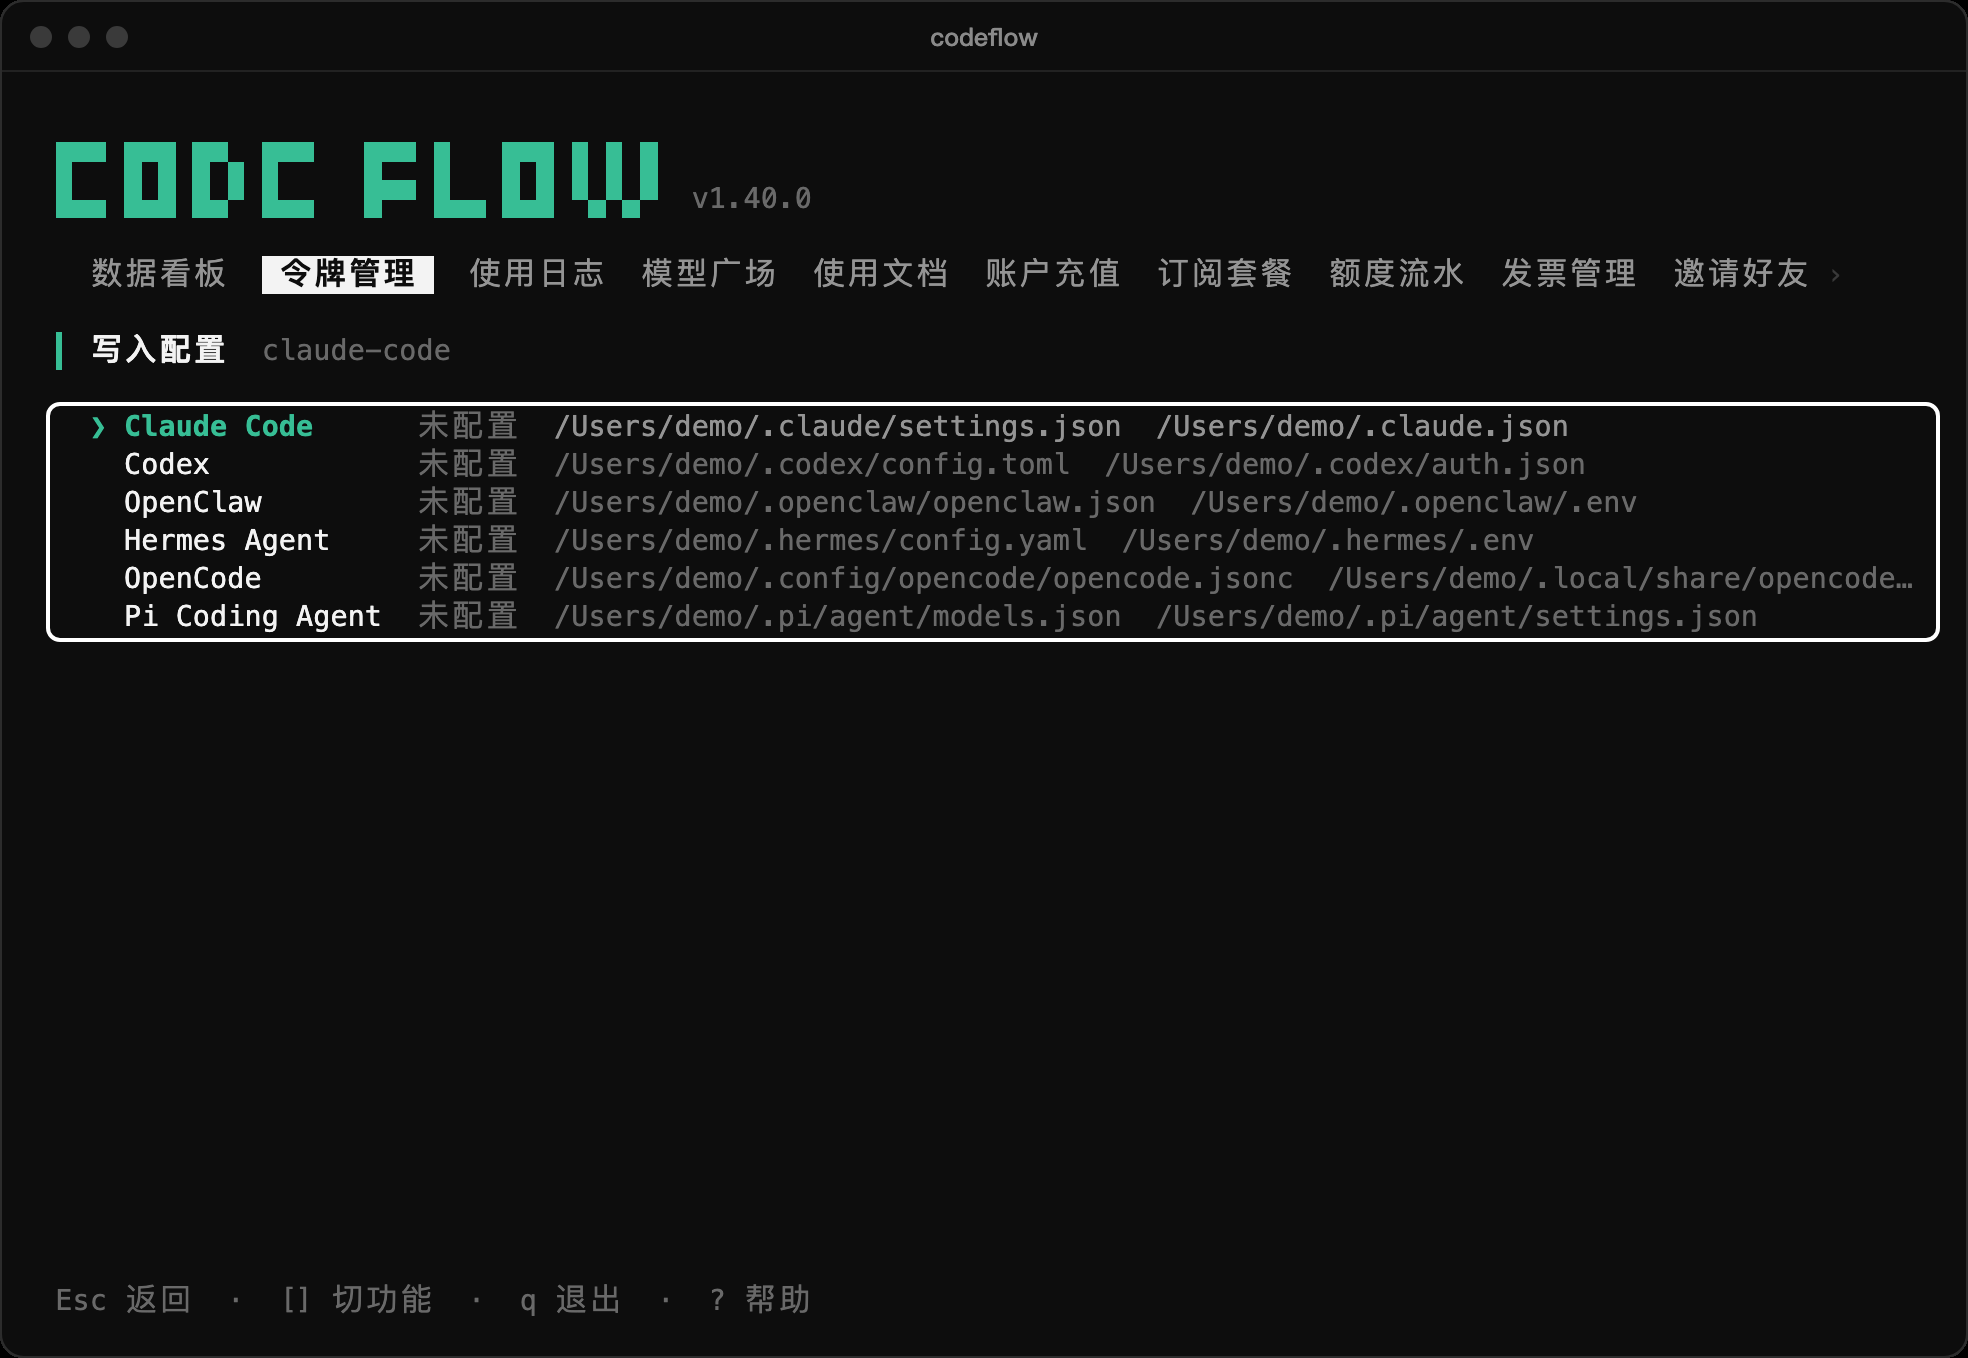 codeflow
CODC FLOW v1.40.0
数据看板 令牌管理 使用日志 模型广场 使用文档 账户充值 订阅套餐 额度流水 发票管理 邀请好友 ›
写入配置 claude-code
❯ Claude Code 未配置 /Users/demo/.claude/settings.json /Users/demo/.claude.json
Codex 未配置 /Users/demo/.codex/config.toml /Users/demo/.codex/auth.json
OpenClaw 未配置 /Users/demo/.openclaw/openclaw.json /Users/demo/.openclaw/.env
Hermes Agent 未配置 /Users/demo/.hermes/config.yaml /Users/demo/.hermes/.env
OpenCode 未配置 /Users/demo/.config/opencode/opencode.jsonc /Users/demo/.local/share/opencode…
Pi Coding Agent 未配置 /Users/demo/.pi/agent/models.json /Users/demo/.pi/agent/settings.json
Esc 返回 · [] 切功能 · q 退出 · ? 帮助